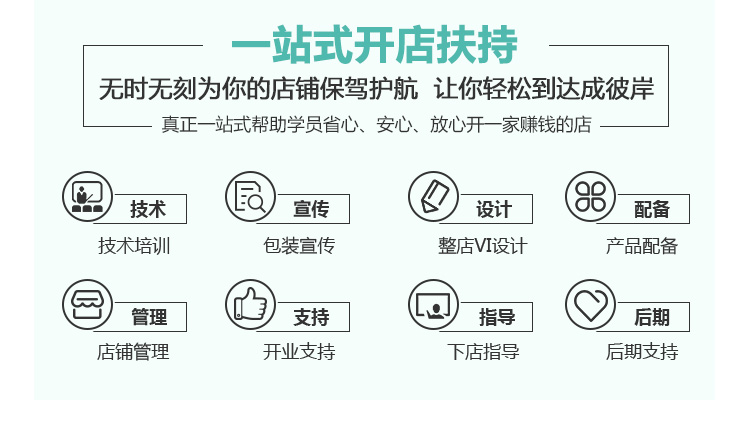 一站式开店扶持
无时无刻为你的店铺保驾护航 让你轻松到达成彼岸
真正一站式帮助学员省心、安心、放心开一家赚钱的店
技术 宣传 设计 配备
技术培训 包装宣传 整店VI设计 产品配备
管理 支持 指导 后期
店铺管理 开业支持 下店指导 后期支持